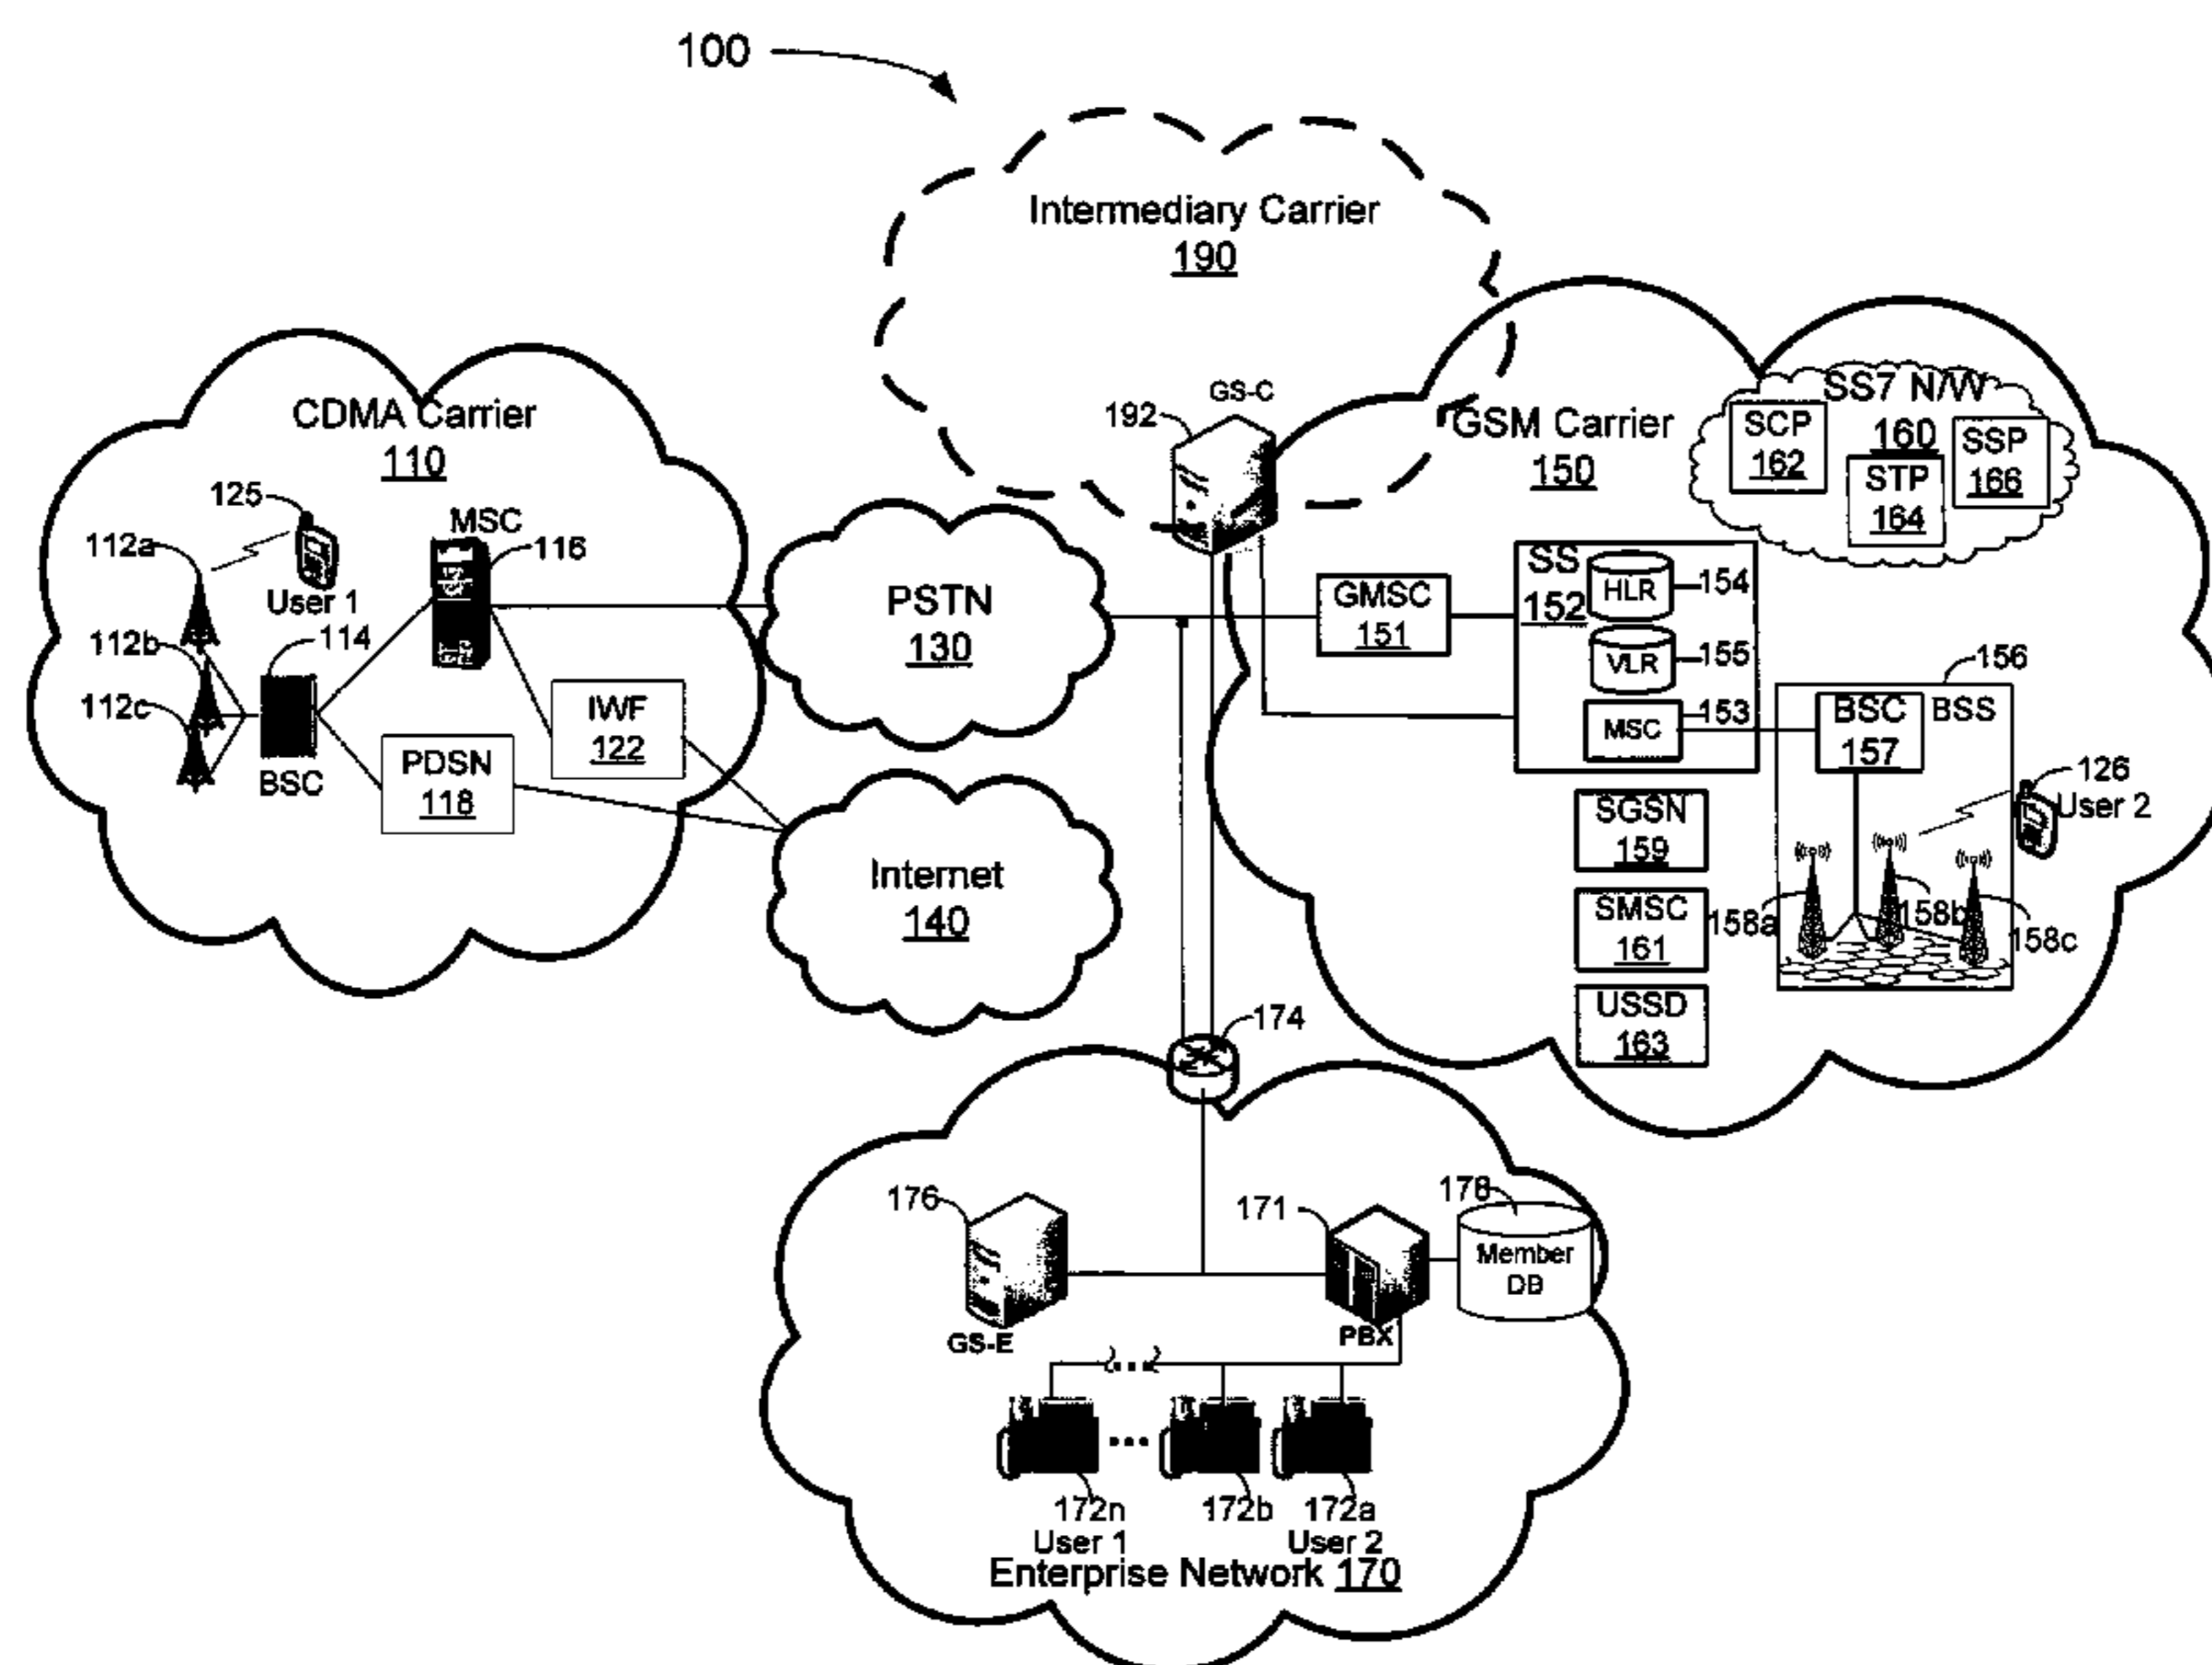 100
Intermediary Carrier
190
CDMA Carrier
110
125
MSC
116
112a
User 1
112b
114
112c
BSC
PDSN
118
IWF
122
PSTN
130
Internet
140
GS-C
192
GSM Carrier
150
SS7 N/W
160
SCP
162
STP
164
SSP
166
GMSC
151
SS
152
HLR
154
VLR
155
MSC
153
156
BSC
157
BSS
126
User 2
SGSN
159
SMSC
161
USSD
163
158a
158b
158c
174
176
GS-E
171
PBX
178
Member
DB
172n
User 1
172b
172a
User 2
Enterprise Network 170